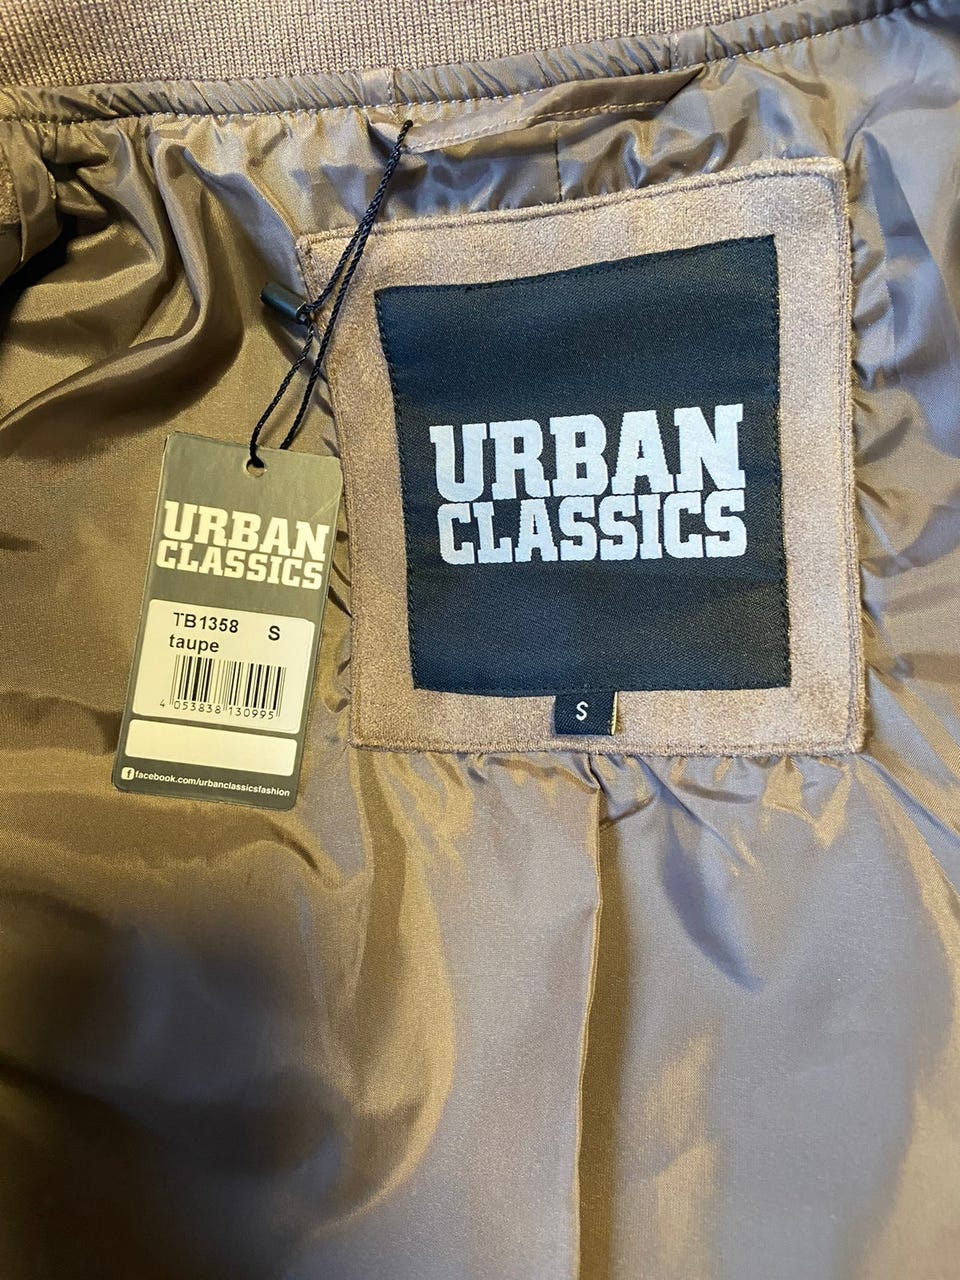 URBAN
CLASSICS
TB1358 S
taupe
4 053838 130995
facebook.com/urbanclassicsfashion
URBAN
CLASSICS
S